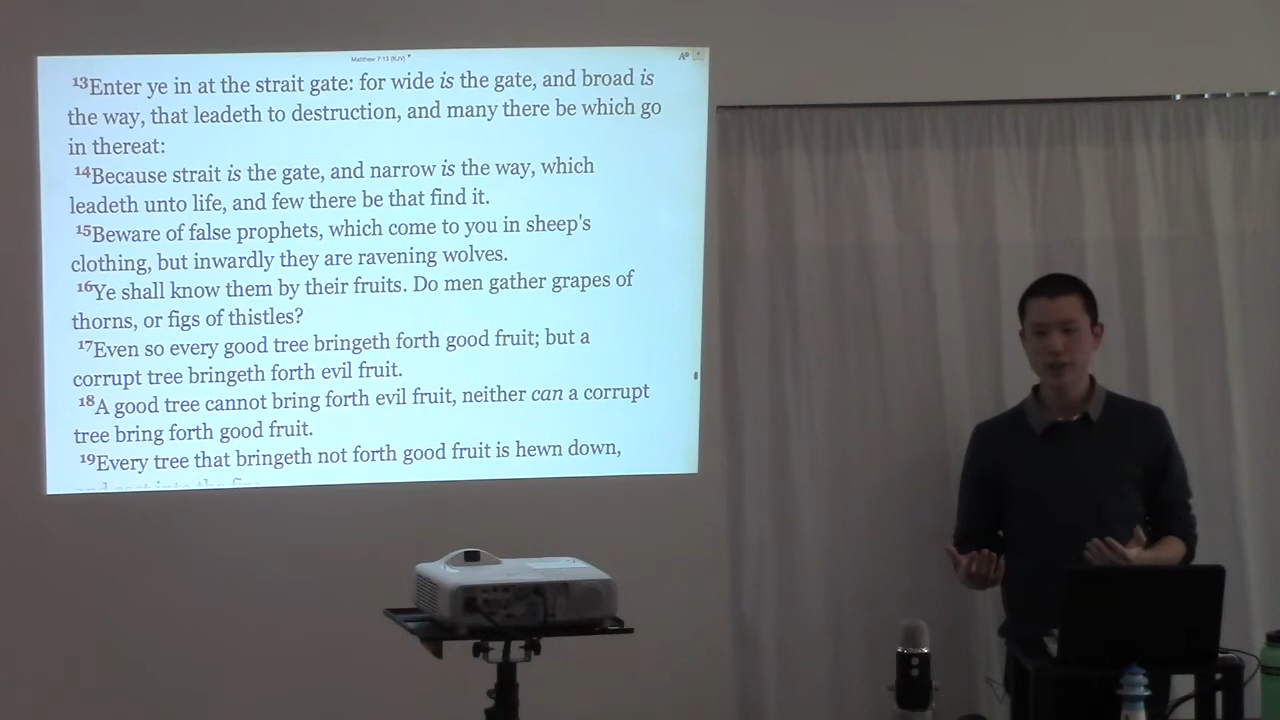 Matthew 7:13 (KJV)
13Enter ye in at the strait gate: for wide is the gate, and broad is
the way, that leadeth to destruction, and many there be which go
in thereat:
14Because strait is the gate, and narrow is the way, which
leadeth unto life, and few there be that find it.
15Beware of false prophets, which come to you in sheep's
clothing, but inwardly they are ravening wolves.
16Ye shall know them by their fruits. Do men gather grapes of
thorns, or figs of thistles?
17Even so every good tree bringeth forth good fruit; but a
corrupt tree bringeth forth evil fruit.
18A good tree cannot bring forth evil fruit, neither can a corrupt
tree bring forth good fruit.
19Every tree that bringeth not forth good fruit is hewn down,